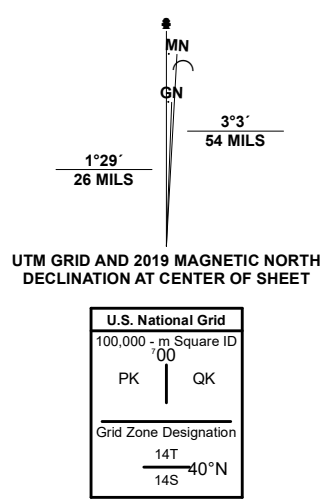 MN
GN
3°3´
54 MILS
1°29´
26 MILS
UTM GRID AND 2019 MAGNETIC NORTH
DECLINATION AT CENTER OF SHEET
U.S. National Grid
100,000 - m Square ID
⁷00
PK QK
Grid Zone Designation
14T
40°N
14S